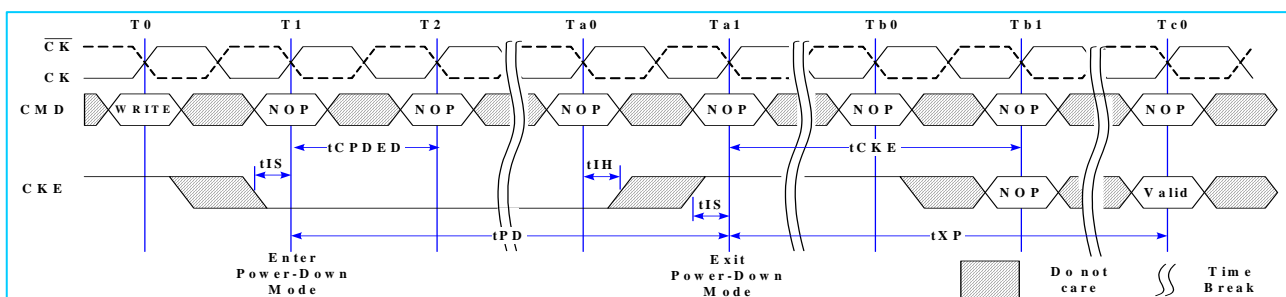 T0 T1 T2 Ta0 Ta1 Tb0 Tb1 Tc0
CK
CK
CMD WRITE NOP NOP NOP NOP NOP NOP NOP
tCPDED tCKE
tIS tIH
CKE NOP Valid
tIS
tPD tXP
Enter
Power-Down
Mode
Exit
Power-Down
Mode
Do not
care
Time
Break